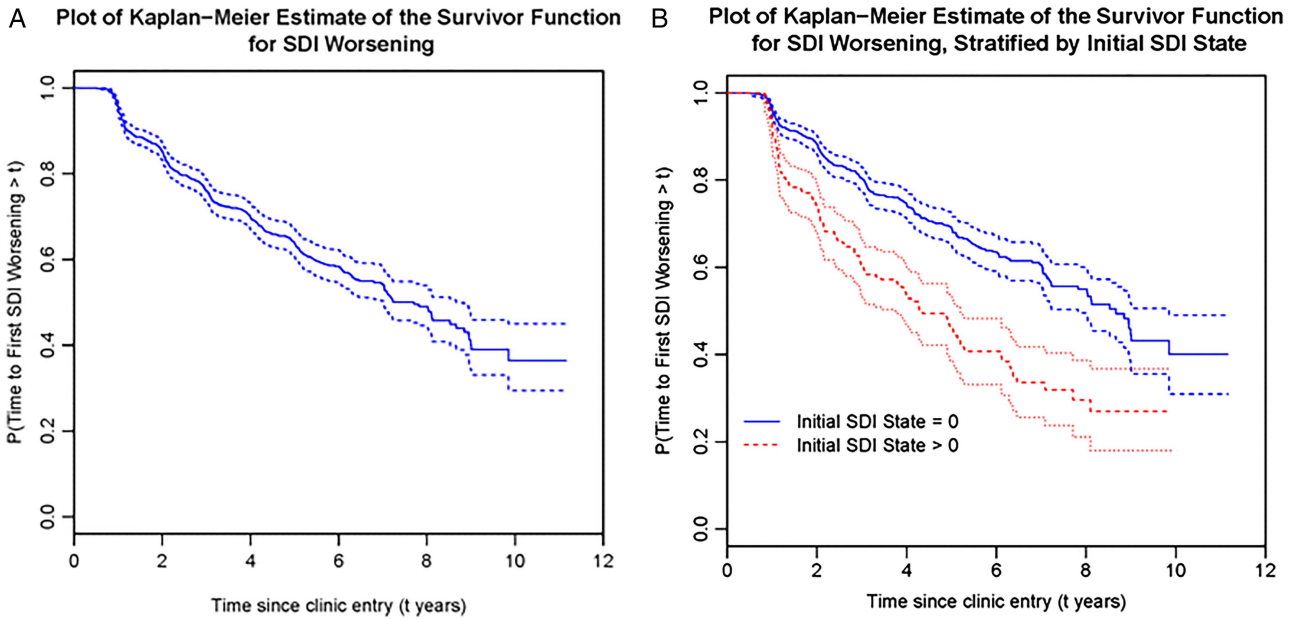 A
Plot of Kaplan−Meier Estimate of the Survivor Function
for SDI Worsening
P(Time to First SDI Worsening > t)
1.0
0.8
0.6
0.4
0.2
0.0
0 2 4 6 8 10 12
Time since clinic entry (t years)
B
Plot of Kaplan−Meier Estimate of the Survivor Function
for SDI Worsening, Stratified by Initial SDI State
P(Time to First SDI Worsening > t)
1.0
0.8
0.6
0.4
0.2
0.0
Initial SDI State = 0
Initial SDI State > 0
0 2 4 6 8 10 12
Time since clinic entry (t years)